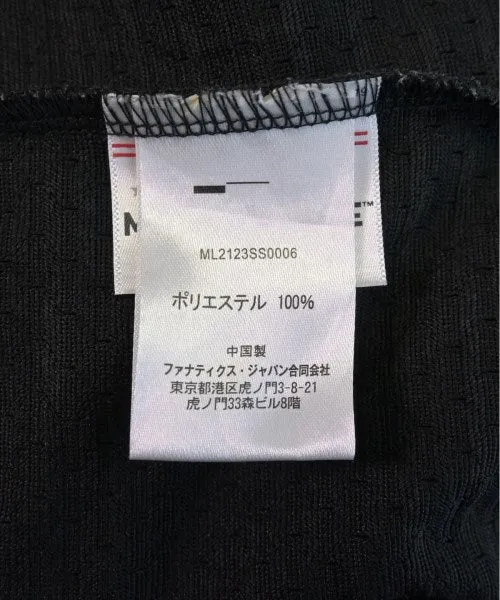 ML2123SS0006
ポリエステル 100%
中国製
ファナティクス・ジャパン合同会社
東京都港区虎ノ門3-8-21
虎ノ門33森ビル8階